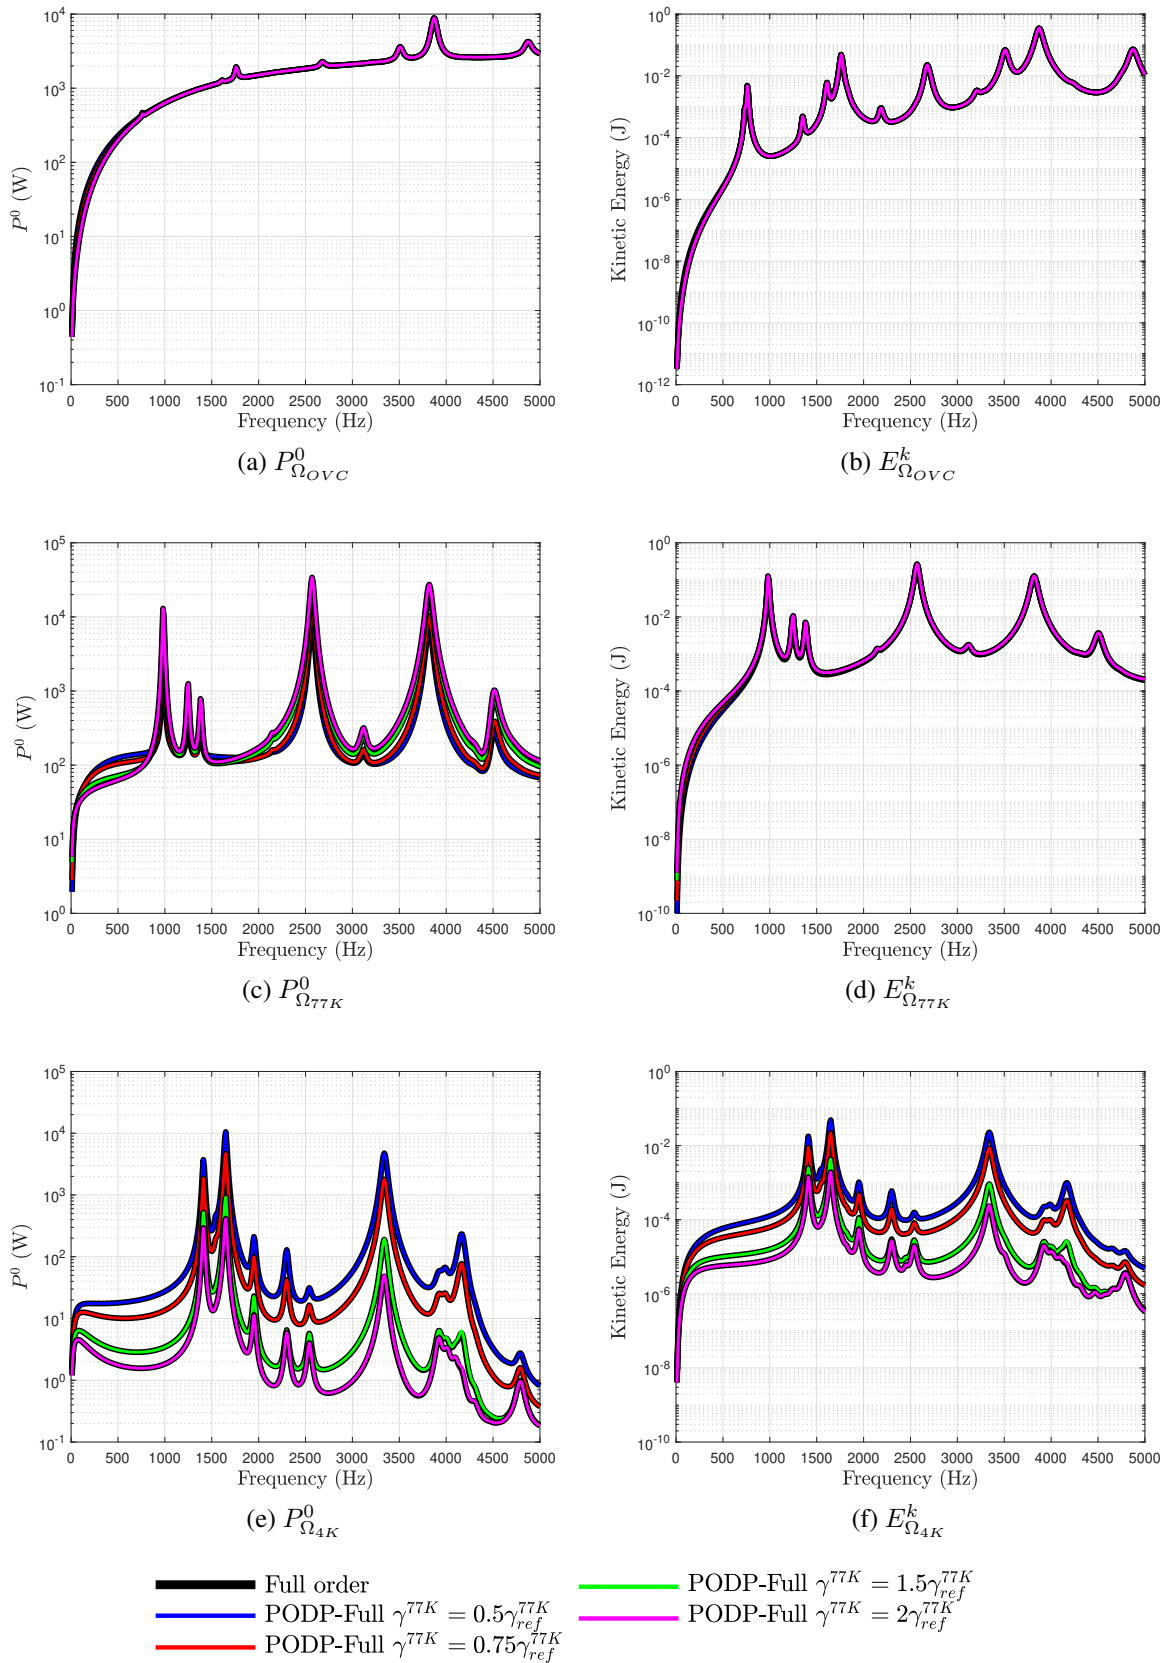 10^4
10^3
10^2
10^1
10^0
10^-1
P^0 (W)
0 500 1000 1500 2000 2500 3000 3500 4000 4500 5000
Frequency (Hz)
(a) P^0_{Ω_{OVC}}
10^0
10^-2
10^-4
10^-6
10^-8
10^-10
10^-12
Kinetic Energy (J)
0 500 1000 1500 2000 2500 3000 3500 4000 4500 5000
Frequency (Hz)
(b) E^k_{Ω_{OVC}}
10^5
10^4
10^3
10^2
10^1
10^0
P^0 (W)
0 500 1000 1500 2000 2500 3000 3500 4000 4500 5000
Frequency (Hz)
(c) P^0_{Ω_{77K}}
10^0
10^-2
10^-4
10^-6
10^-8
10^-10
Kinetic Energy (J)
0 500 1000 1500 2000 2500 3000 3500 4000 4500 5000
Frequency (Hz)
(d) E^k_{Ω_{77K}}
10^5
10^4
10^3
10^2
10^1
10^0
10^-1
P^0 (W)
0 500 1000 1500 2000 2500 3000 3500 4000 4500 5000
Frequency (Hz)
(e) P^0_{Ω_{4K}}
10^0
10^-2
10^-4
10^-6
10^-8
10^-10
Kinetic Energy (J)
0 500 1000 1500 2000 2500 3000 3500 4000 4500 5000
Frequency (Hz)
(f) E^k_{Ω_{4K}}
Full order
PODP-Full γ^{77K} = 0.5γ^{77K}_{ref}
PODP-Full γ^{77K} = 0.75γ^{77K}_{ref}
PODP-Full γ^{77K} = 1.5γ^{77K}_{ref}
PODP-Full γ^{77K} = 2γ^{77K}_{ref}